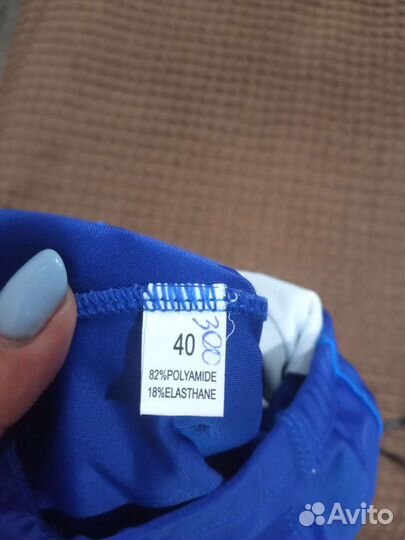 40 300
82%POLYAMIDE
18%ELASTHANE
Avito